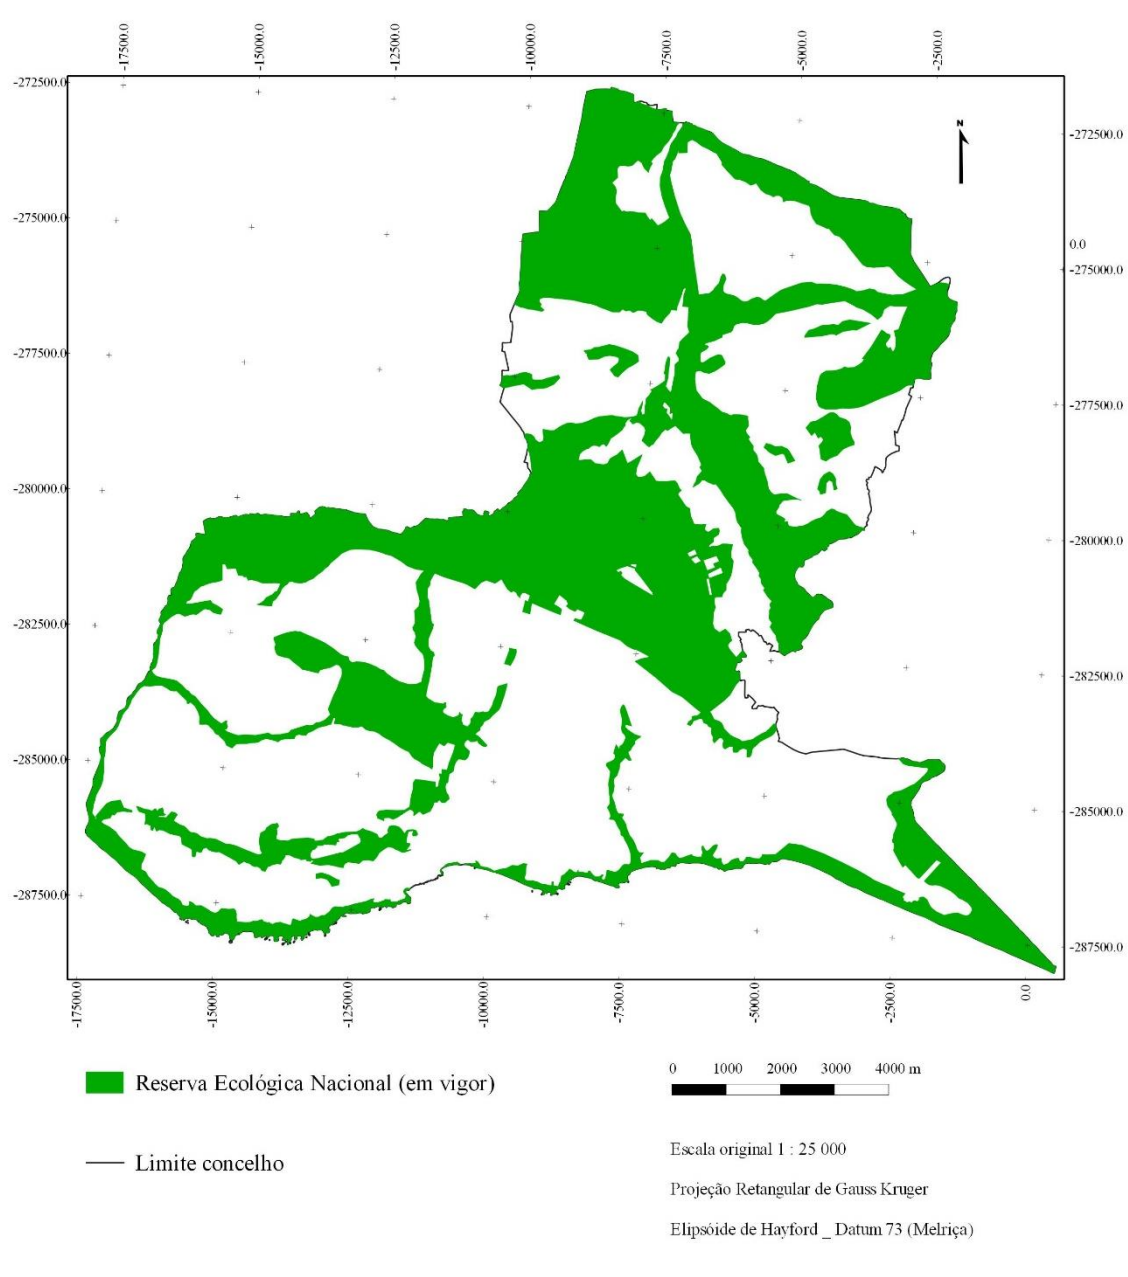 -17500.0 -15000.0 -12500.0 -10000.0 -7500.0 -5000.0 -2500.0
-272500.0
N
-272500.0
-275000.0
0.0
-275000.0
-277500.0
-277500.0
-280000.0
-280000.0
-282500.0
-282500.0
-285000.0
-285000.0
-287500.0
-287500.0
-17500.0 -15000.0 -12500.0 -10000.0 -7500.0 -5000.0 -2500.0 0.0
0 1000 2000 3000 4000 m
Reserva Ecológica Nacional (em vigor)
Escala original 1 : 25 000
Limite concelho
Projeção Retangular de Gauss Kruger
Elipsóide de Hayford _ Datum 73 (Melriça)